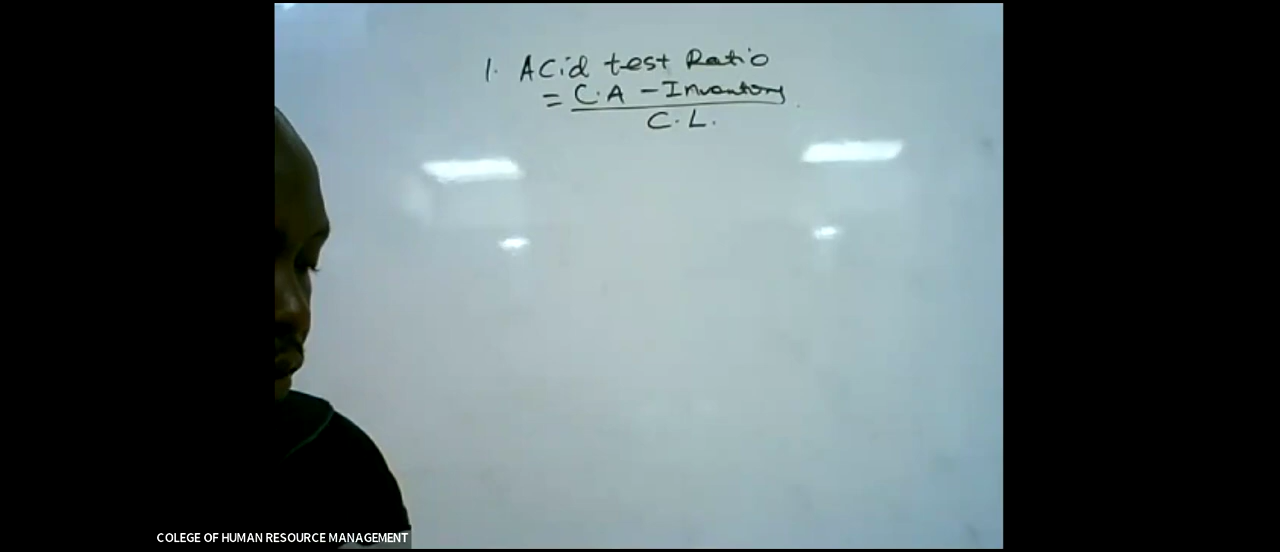 1. Acid test Ratio
= C.A - Inventory
C.L.
COLEGE OF HUMAN RESOURCE MANAGEMENT